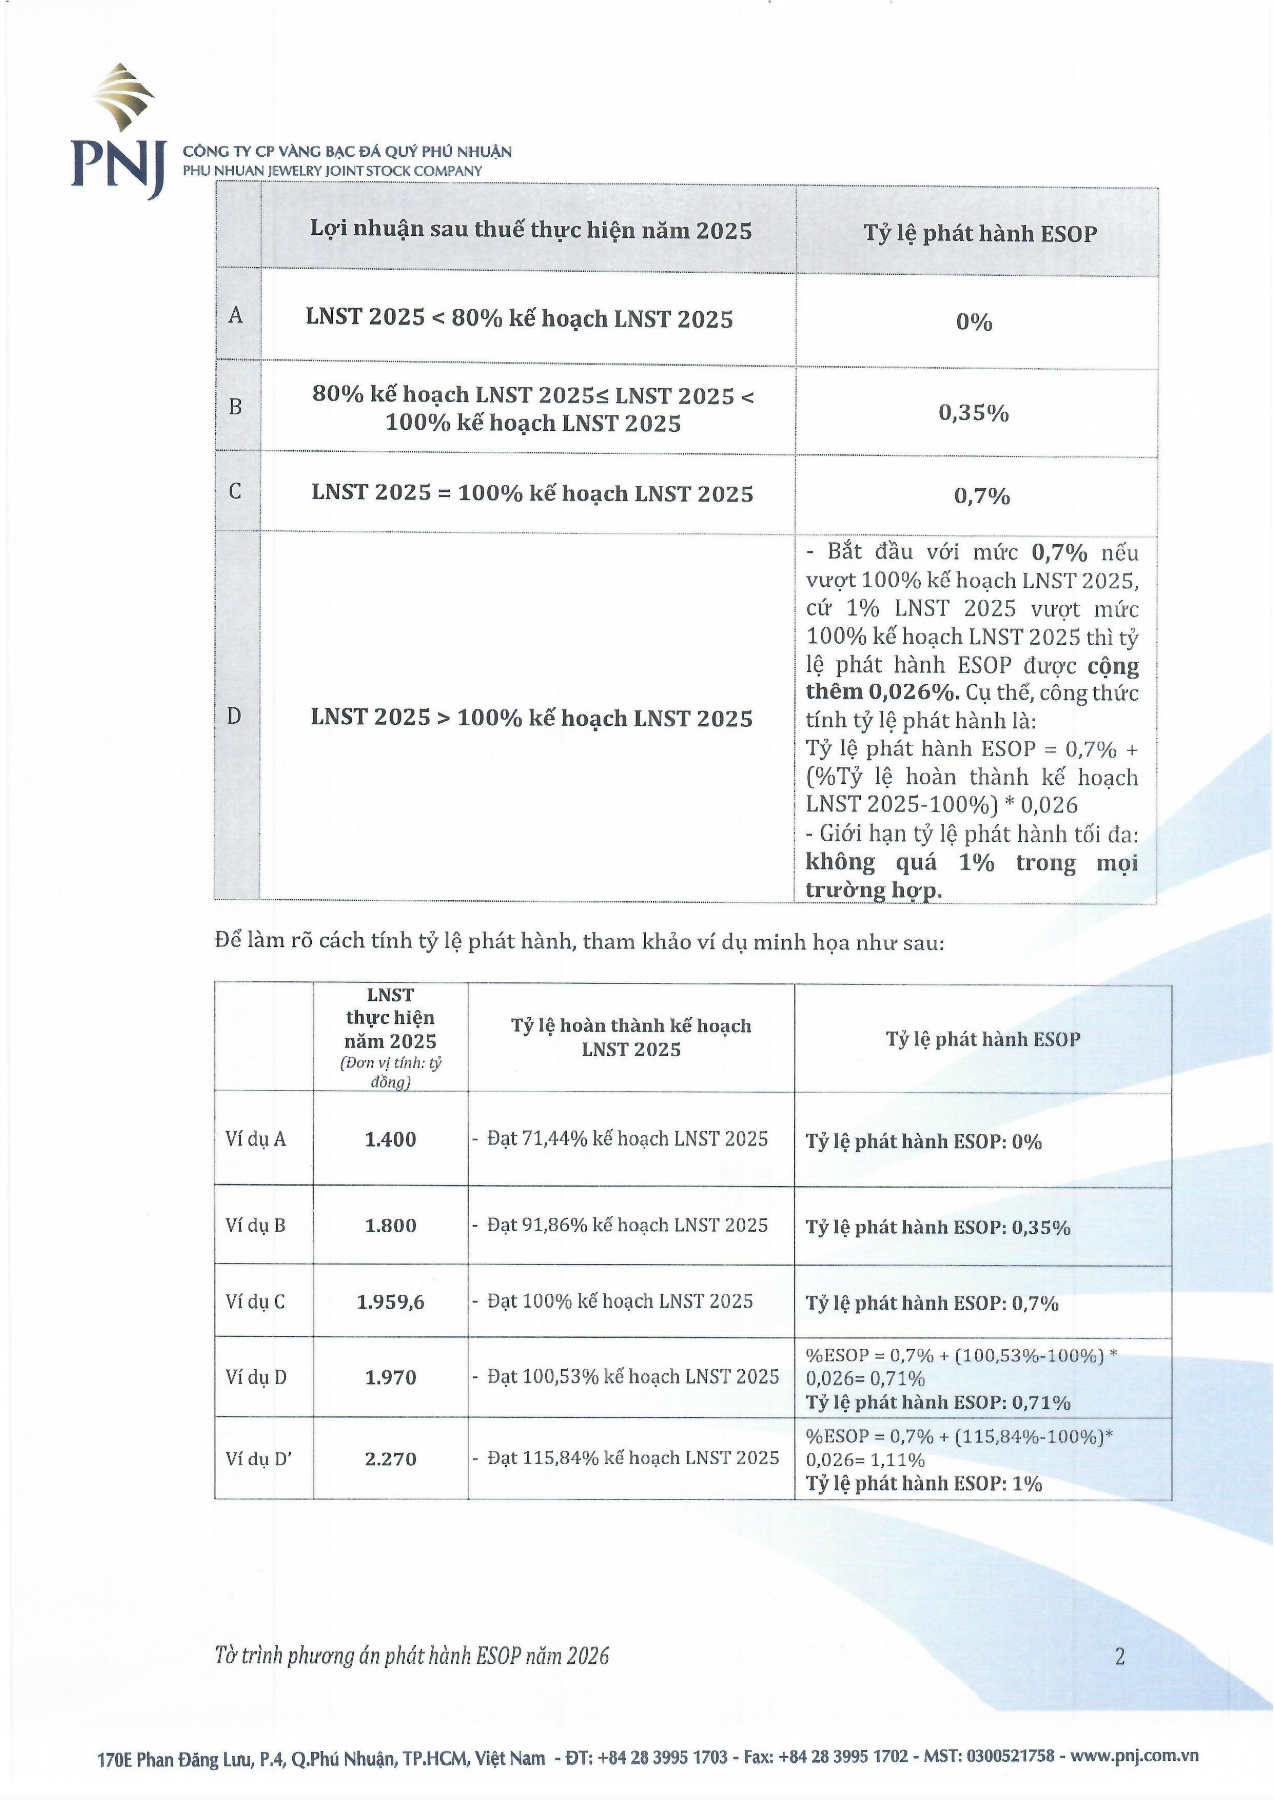 PNJ
CÔNG TY CP VÀNG BẠC ĐÁ QUÝ PHÚ NHUẬN
PHU NHUAN JEWELRY JOINT STOCK COMPANY
Lợi nhuận sau thuế thực hiện năm 2025
Tỷ lệ phát hành ESOP
A
LNST 2025 < 80% kế hoạch LNST 2025
0%
B
80% kế hoạch LNST 2025≤ LNST 2025 <
100% kế hoạch LNST 2025
0,35%
C
LNST 2025 = 100% kế hoạch LNST 2025
0,7%
D
LNST 2025 > 100% kế hoạch LNST 2025
- Bắt đầu với mức 0,7% nếu
vượt 100% kế hoạch LNST 2025,
cứ 1% LNST 2025 vượt mức
100% kế hoạch LNST 2025 thì tỷ
lệ phát hành ESOP được cộng
thêm 0,026%. Cụ thể, công thức
tính tỷ lệ phát hành là:
Tỷ lệ phát hành ESOP = 0,7% +
(%Tỷ lệ hoàn thành kế hoạch
LNST 2025-100%) * 0,026
- Giới hạn tỷ lệ phát hành tối đa:
không quá 1% trong mọi
trường hợp.
Để làm rõ cách tính tỷ lệ phát hành, tham khảo ví dụ minh họa như sau:
LNST
thực hiện
năm 2025
(Đơn vị tính: tỷ
đồng)
Tỷ lệ hoàn thành kế hoạch
LNST 2025
Tỷ lệ phát hành ESOP
Ví dụ A
1.400
- Đạt 71,44% kế hoạch LNST 2025
Tỷ lệ phát hành ESOP: 0%
Ví dụ B
1.800
- Đạt 91,86% kế hoạch LNST 2025
Tỷ lệ phát hành ESOP: 0,35%
Ví dụ C
1.959,6
- Đạt 100% kế hoạch LNST 2025
Tỷ lệ phát hành ESOP: 0,7%
Ví dụ D
1.970
- Đạt 100,53% kế hoạch LNST 2025
%ESOP = 0,7% + (100,53%-100%) *
0,026= 0,71%
Tỷ lệ phát hành ESOP: 0,71%
Ví dụ D’
2.270
- Đạt 115,84% kế hoạch LNST 2025
%ESOP = 0,7% + (115,84%-100%)*
0,026= 1,11%
Tỷ lệ phát hành ESOP: 1%
Tờ trình phương án phát hành ESOP năm 2026
2
170E Phan Đăng Lưu, P.4, Q.Phú Nhuận, TP.HCM, Việt Nam - ĐT: +84 28 3995 1703 - Fax: +84 28 3995 1702 - MST: 0300521758 - www.pnj.com.vn